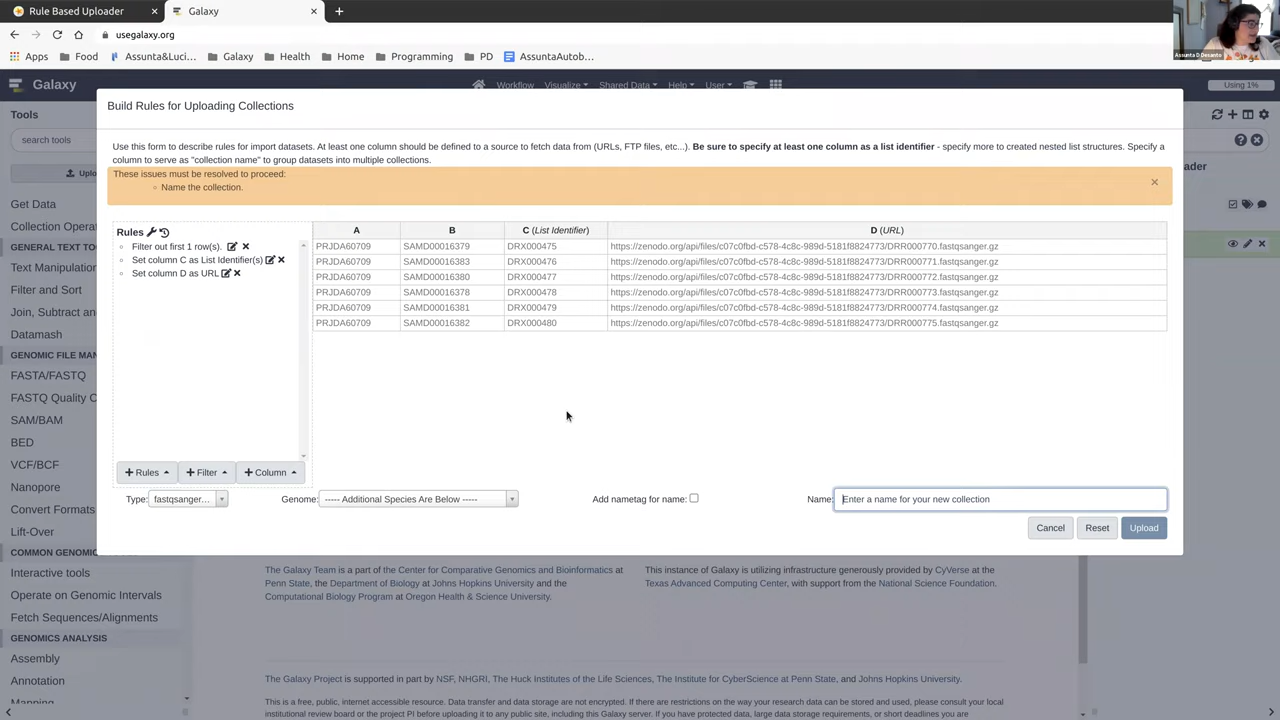 Rule Based Uploader
Galaxy
usegalaxy.org
Apps Food Assunta&Luci... Galaxy Health Home Programming PD AssuntaAutob...
Assunta D Desanto
Galaxy Workflow Visualize Shared Data Help User Using 1%
Build Rules for Uploading Collections
Tools
search tools
Uplo
Get Data
Collection Operat
GENERAL TEXT TO
Text Manipulation
Filter and Sort
Join, Subtract an
Datamash
GENOMIC FILE MAN
FASTA/FASTQ
FASTQ Quality C
SAM/BAM
BED
VCF/BCF
Nanopore
Convert Formats
Lift-Over
COMMON GENOMIC
Interactive tools
Operate on Genomic Intervals
Fetch Sequences/Alignments
GENOMICS ANALYSIS
Assembly
Annotation
Mapping
Use this form to describe rules for import datasets. At least one column should be defined to a source to fetch data from (URLs, FTP files, etc...). Be sure to specify at least one column as a list identifier - specify more to created nested list structures. Specify a
column to serve as "collection name" to group datasets into multiple collections.
ader
These issues must be resolved to proceed:
Name the collection.
×
Rules
Filter out first 1 row(s).
Set column C as List Identifier(s)
Set column D as URL
A B C (List Identifier) D (URL)
PRJDA60709 SAMD00016379 DRX000475 https://zenodo.org/api/files/c07c0fbd-c578-4c8c-989d-5181f8824773/DRR000770.fastqsanger.gz
PRJDA60709 SAMD00016383 DRX000476 https://zenodo.org/api/files/c07c0fbd-c578-4c8c-989d-5181f8824773/DRR000771.fastqsanger.gz
PRJDA60709 SAMD00016380 DRX000477 https://zenodo.org/api/files/c07c0fbd-c578-4c8c-989d-5181f8824773/DRR000772.fastqsanger.gz
PRJDA60709 SAMD00016378 DRX000478 https://zenodo.org/api/files/c07c0fbd-c578-4c8c-989d-5181f8824773/DRR000773.fastqsanger.gz
PRJDA60709 SAMD00016381 DRX000479 https://zenodo.org/api/files/c07c0fbd-c578-4c8c-989d-5181f8824773/DRR000774.fastqsanger.gz
PRJDA60709 SAMD00016382 DRX000480 https://zenodo.org/api/files/c07c0fbd-c578-4c8c-989d-5181f8824773/DRR000775.fastqsanger.gz
+ Rules + Filter + Column
Type: fastqsanger... Genome: ----- Additional Species Are Below ----- Add nametag for name: Name: Enter a name for your new collection
Cancel Reset Upload
The Galaxy Team is a part of the Center for Comparative Genomics and Bioinformatics at
Penn State, the Department of Biology at Johns Hopkins University and the
Computational Biology Program at Oregon Health & Science University.
This instance of Galaxy is utilizing infrastructure generously provided by CyVerse at the
Texas Advanced Computing Center, with support from the National Science Foundation.
The Galaxy Project is supported in part by NSF, NHGRI, The Huck Institutes of the Life Sciences, The Institute for CyberScience at Penn State, and Johns Hopkins University.
This is a free, public, internet accessible resource. Data transfer and data storage are not encrypted. If there are restrictions on the way your research data can be stored and used, please consult your
local institutional review board or the project PI before uploading it to any public site, including this Galaxy server. If you have protected data, large data storage requirements, or short deadlines you are